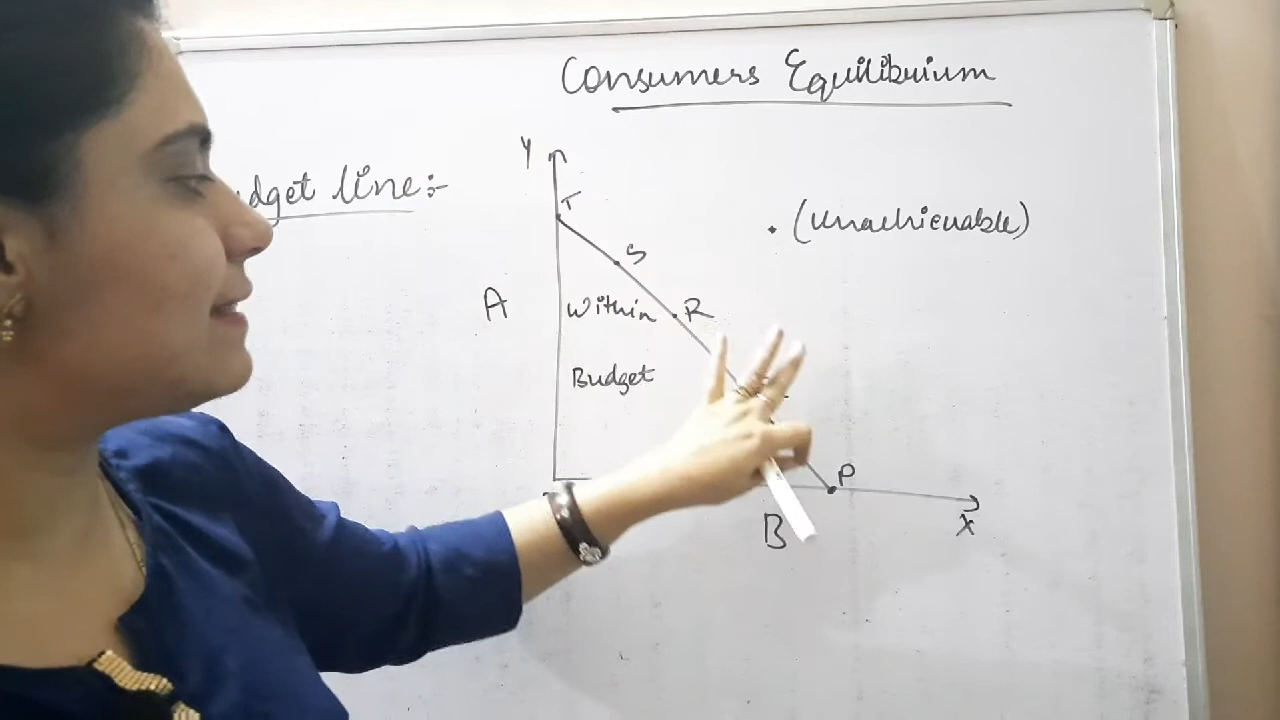 Consumers Equilibrium
dget line:-
Y
T
. (Unachievable)
S
A
Within
R
Budget
P
B
X